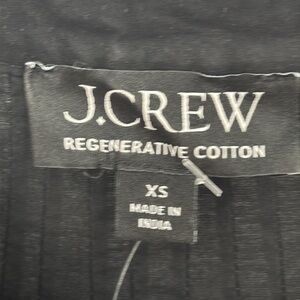 J.CREW
REGENERATIVE COTTON
XS
MADE IN
INDIA